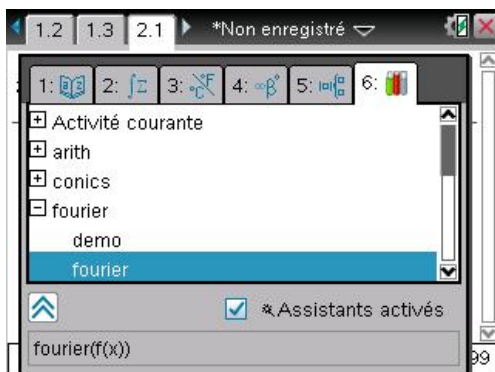 1.2 1.3 2.1 *Non enregistré
1: 2: ∫Σ 3: °C°F 4: ∞β° 5: 6:
Activité courante
arith
conics
fourier
demo
fourier
Assistants activés
fourier(f(x))
99